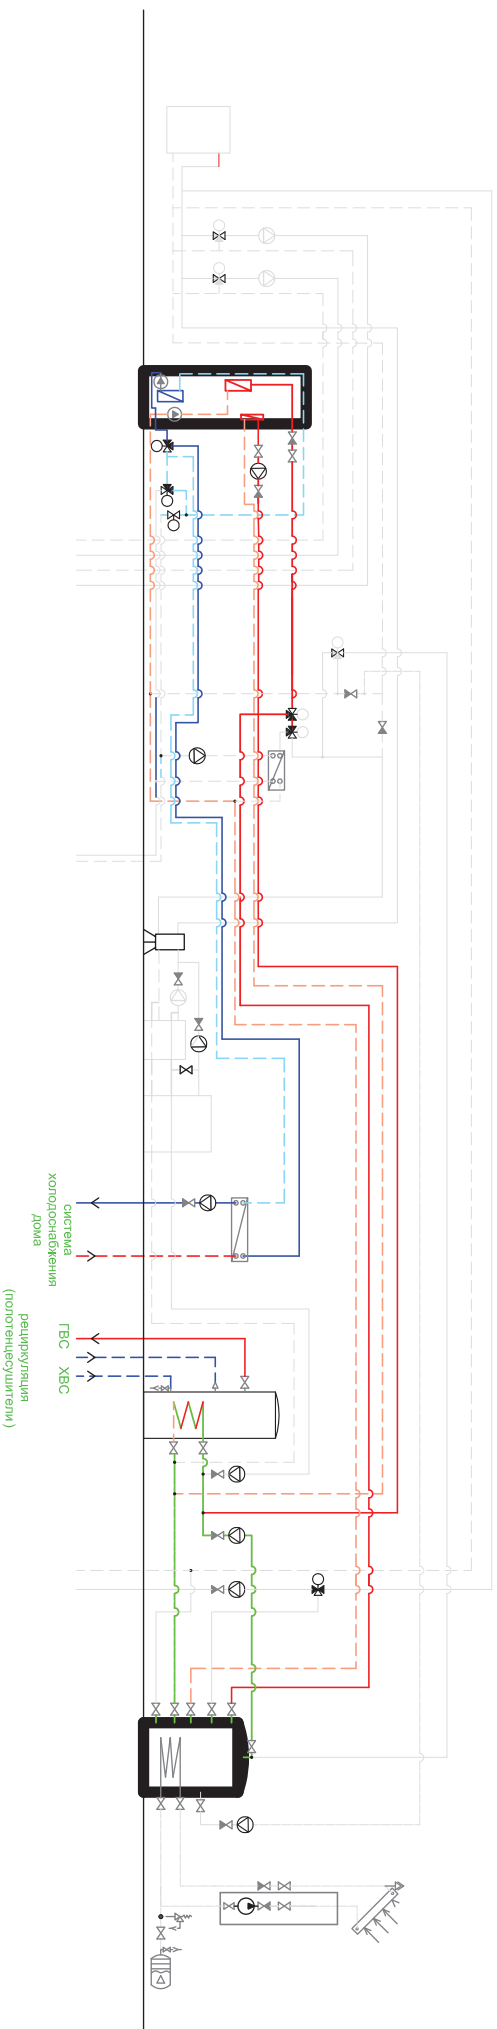 система
холодоснабжения
дома
ГВС
ХВС
рециркуляция
(полотенцесушители )